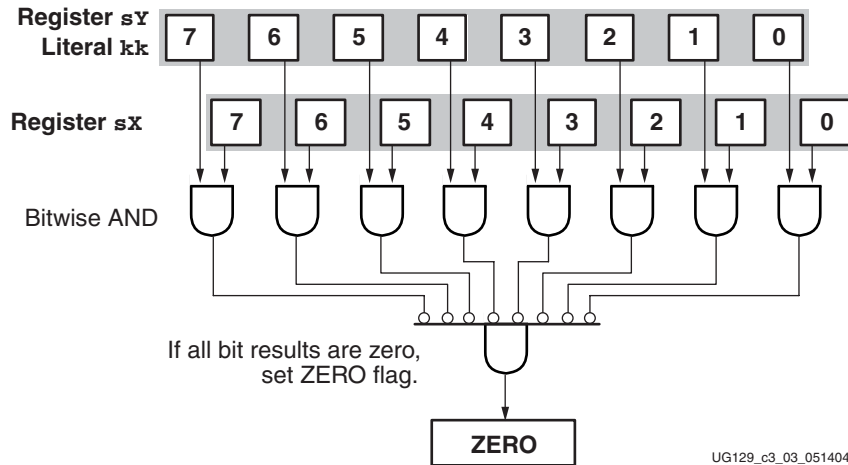 Register sY
Literal kk
7 6 5 4 3 2 1 0
Register sX
7 6 5 4 3 2 1 0
Bitwise AND
If all bit results are zero,
set ZERO flag.
ZERO
UG129_c3_03_051404